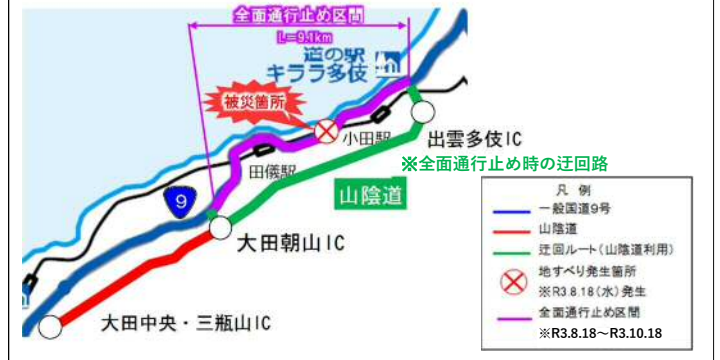 全面通行止め区間
L=9.1km
道の駅
キララ多伎
被災箇所
小田駅
出雲多伎IC
※全面通行止め時の迂回路
田儀駅
山陰道
9
大田朝山IC
大田中央・三瓶山IC
凡 例
一般国道9号
山陰道
迂回ルート(山陰道利用)
地すべり発生箇所
※R3.8.18(水)発生
全面通行止め区間
※R3.8.18～R3.10.18